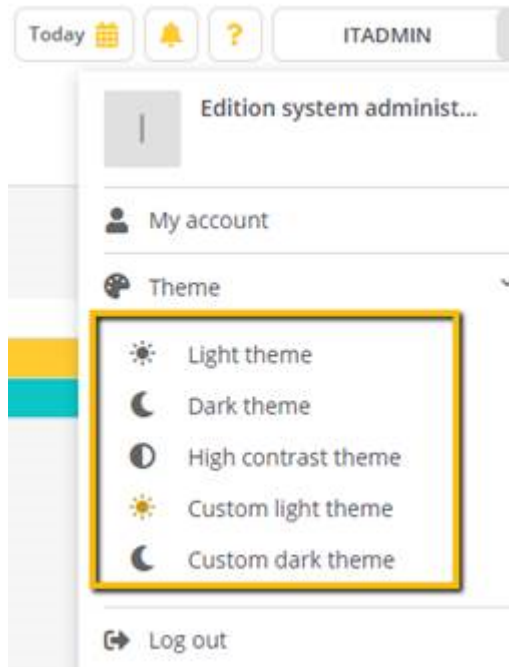 Today ? ITADMIN
I
Edition system administ...
My account
Theme
Light theme
Dark theme
High contrast theme
Custom light theme
Custom dark theme
Log out